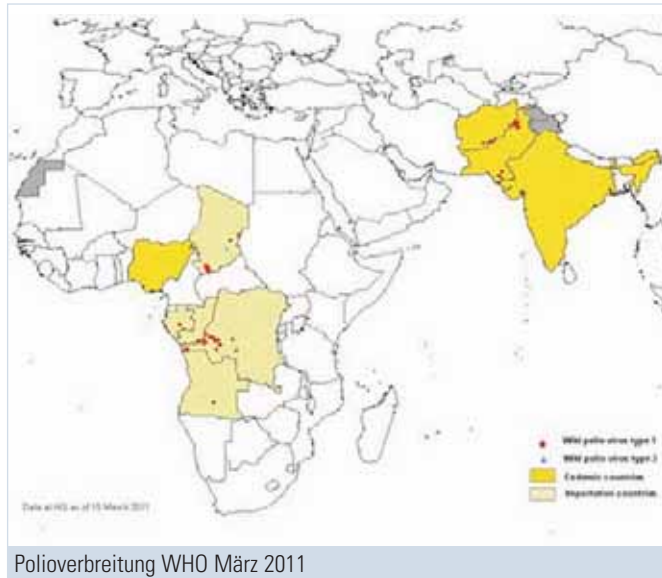 Wild polio virus type 1
Wild polio virus type 3
Endemic countries
Importation countries
Data at HQ as of 15 March 2011
Polioverbreitung WHO März 2011